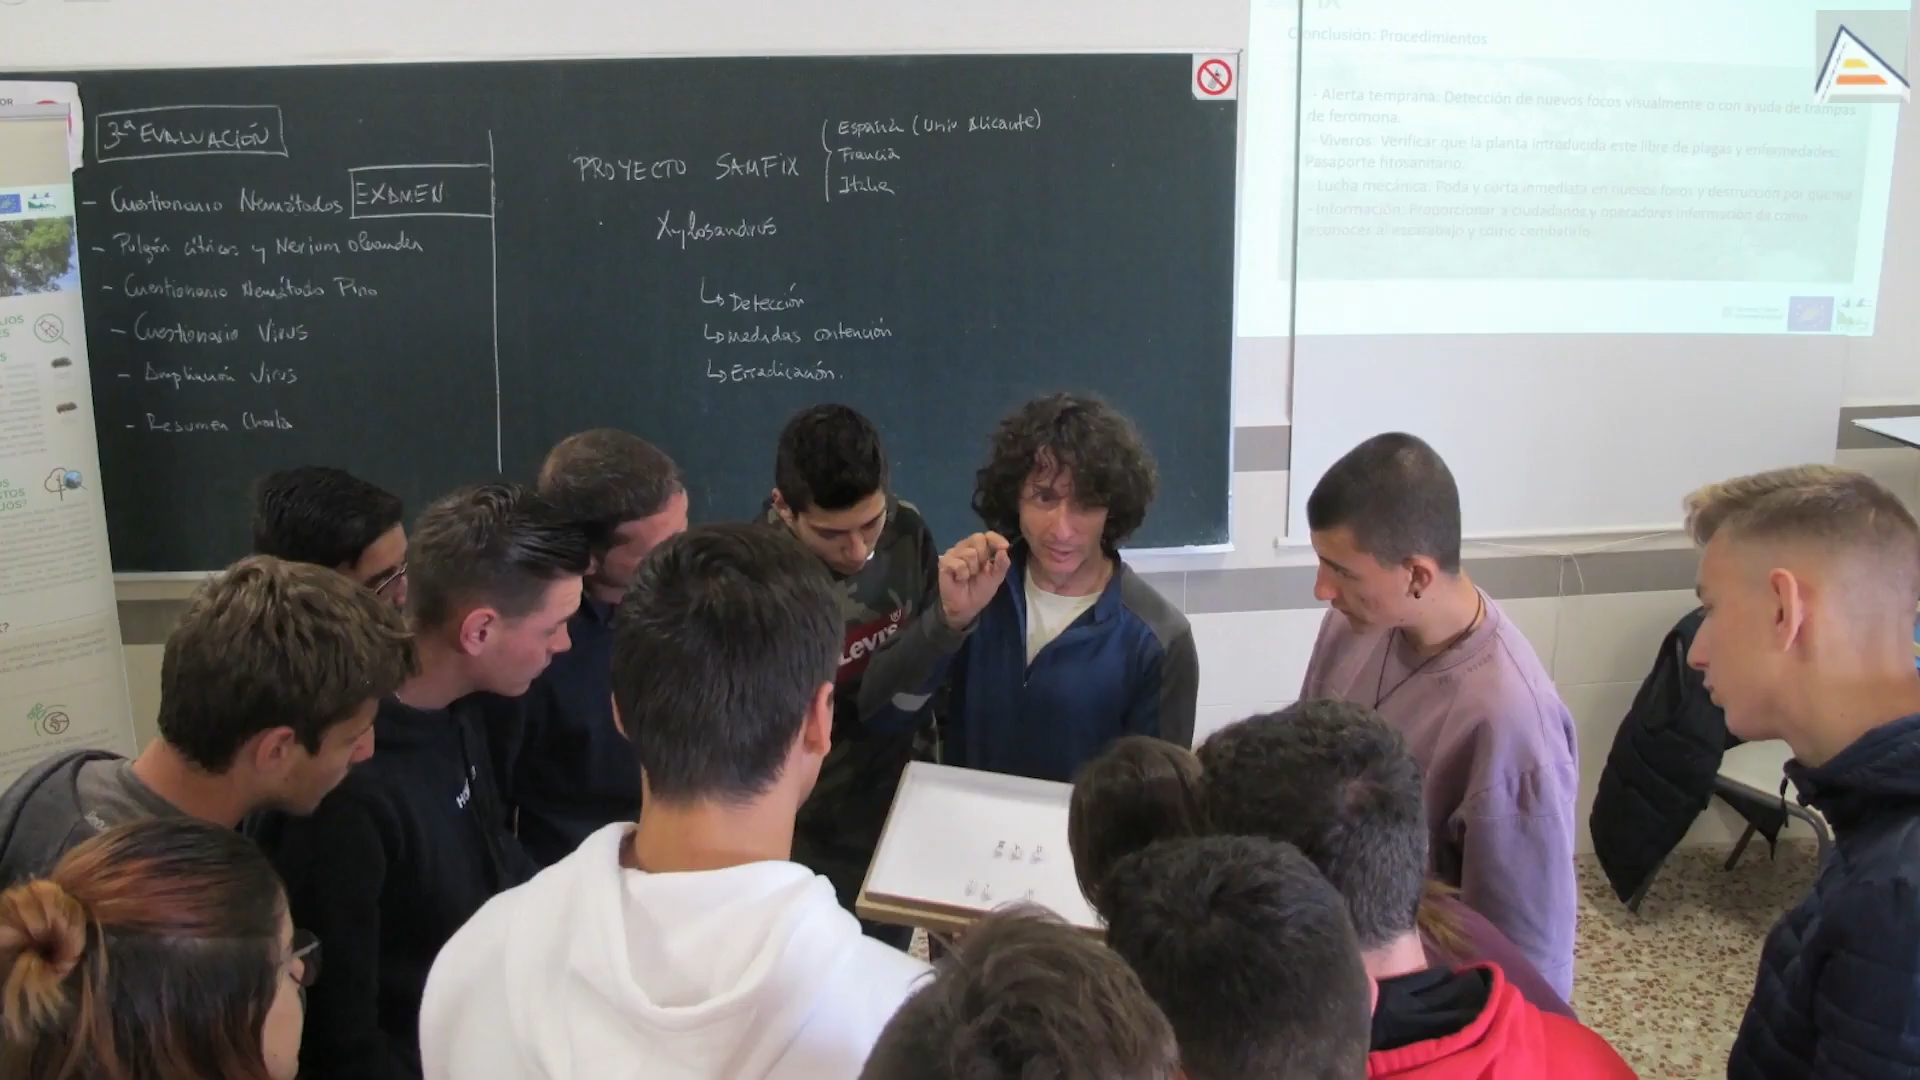 3ª EVALUACIÓN
- Cuestionario Nemátodos
EXAMEN
- Pulgón cítricos y Nerium oleander
- Cuestionario Nemátodo Pino
- Cuestionario Virus
- Ampliación Virus
- Resumen Charla
PROYECTO SAMFIX
España (Univ Alicante)
Francia
Italia
Xylosandrus
↳ Detección
↳ medidas contención
↳ Erradicación.
Conclusión: Procedimientos
- Alerta temprana: Detección de nuevos focos visualmente o con ayuda de trampas
de feromona.
- Viveros: Verificar que la planta introducida este libre de plagas y enfermedades:
Pasaporte fitosanitario.
- Lucha mecánica: Poda y corta inmediata en nuevos focos y destrucción por quema
- Información: Proporcionar a ciudadanos y operadores información de cómo
reconocer al escarabajo y como combatirlo.
Levi's